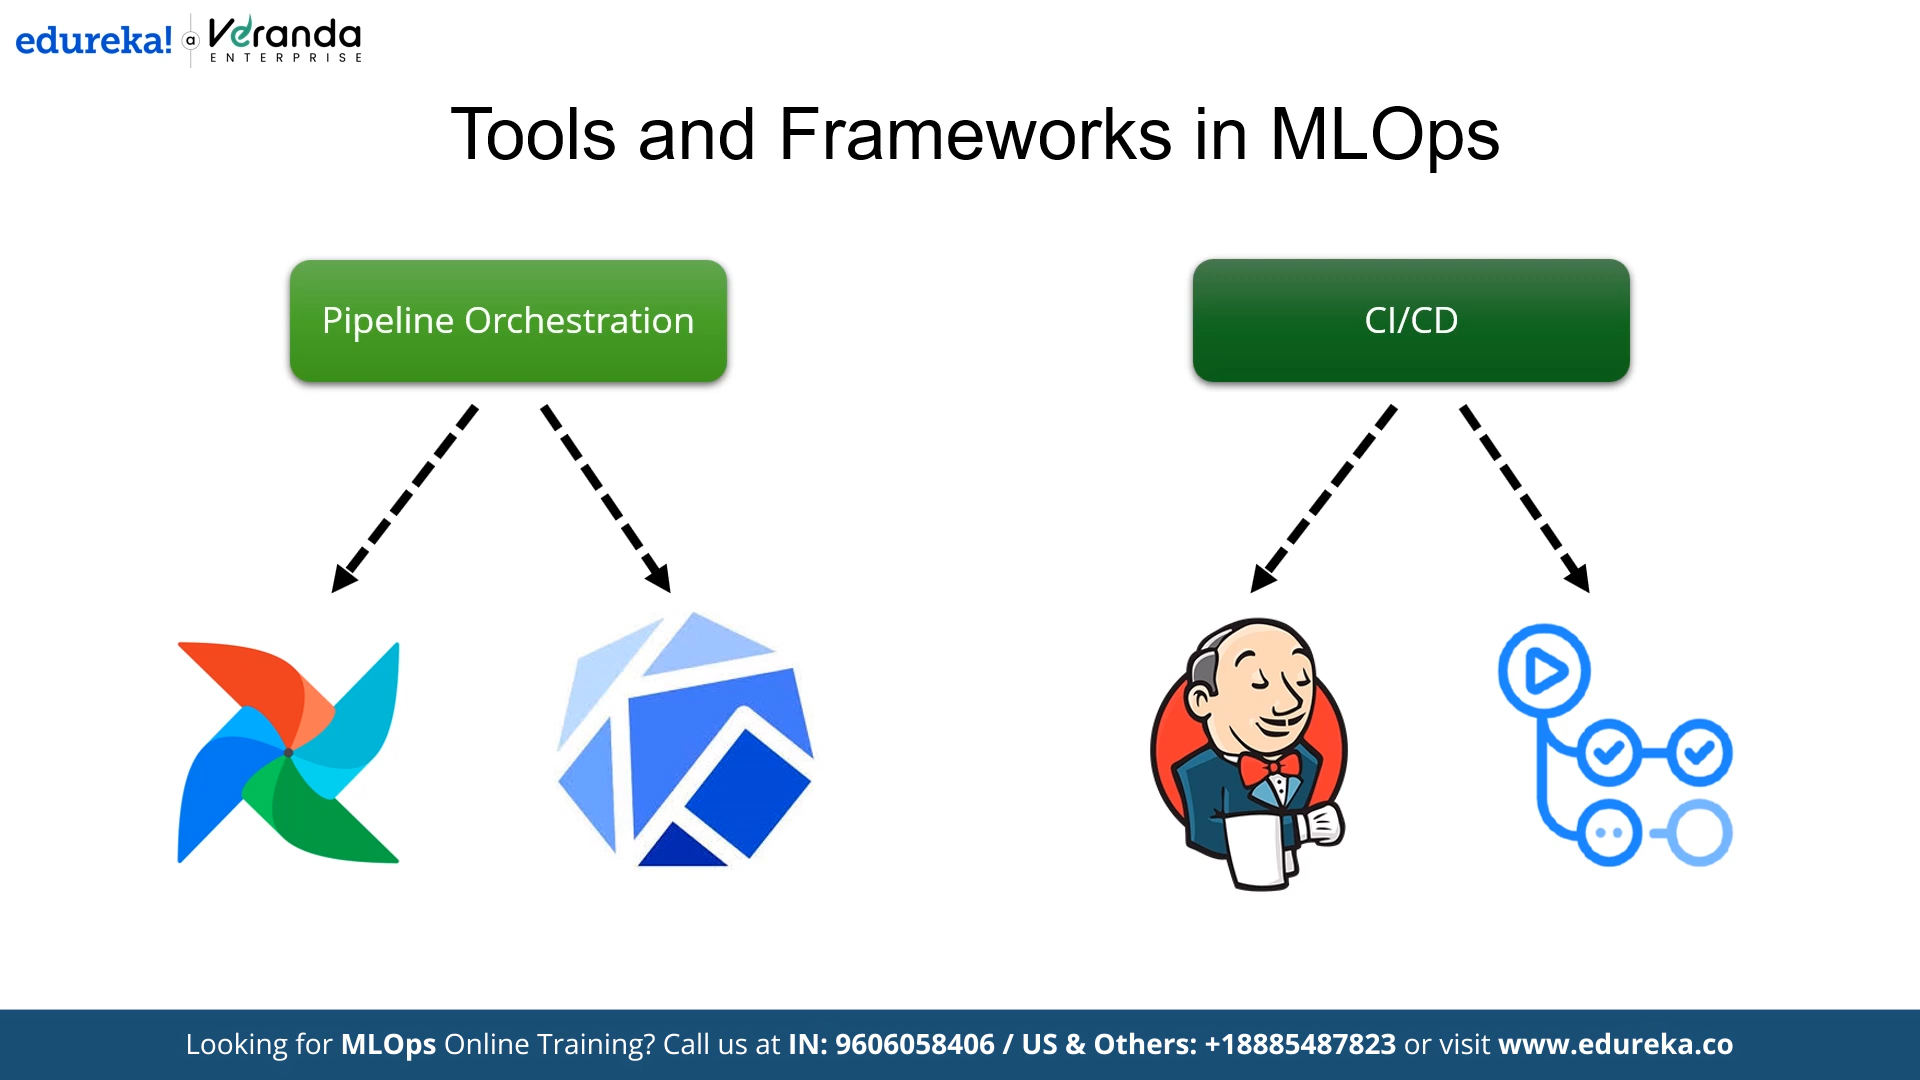 edureka! a Veranda
ENTERPRISE
Tools and Frameworks in MLOps
Pipeline Orchestration
CI/CD
Looking for MLOps Online Training? Call us at IN: 9606058406 / US & Others: +18885487823 or visit www.edureka.co